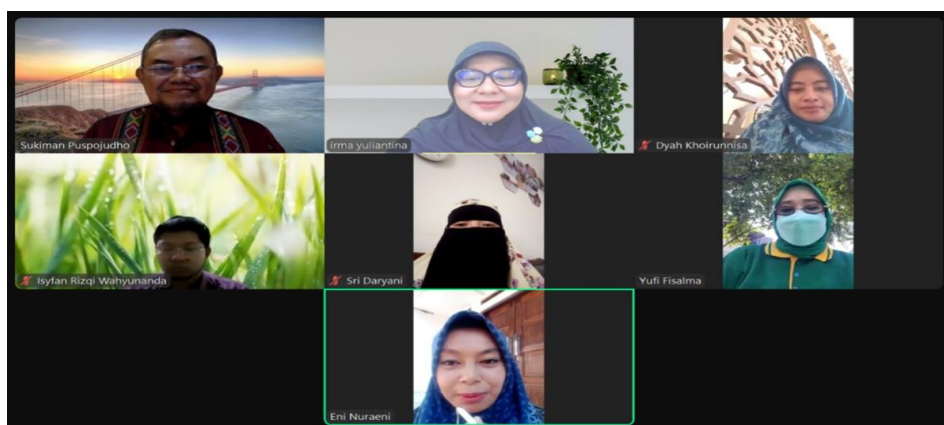 Sukiman Puspojudho
irma yuliantina
Dyah Khoirunnisa
Isyfan Rizqi Wahyunanda
Sri Daryani
Yufi Fisalma
Eni Nuraeni